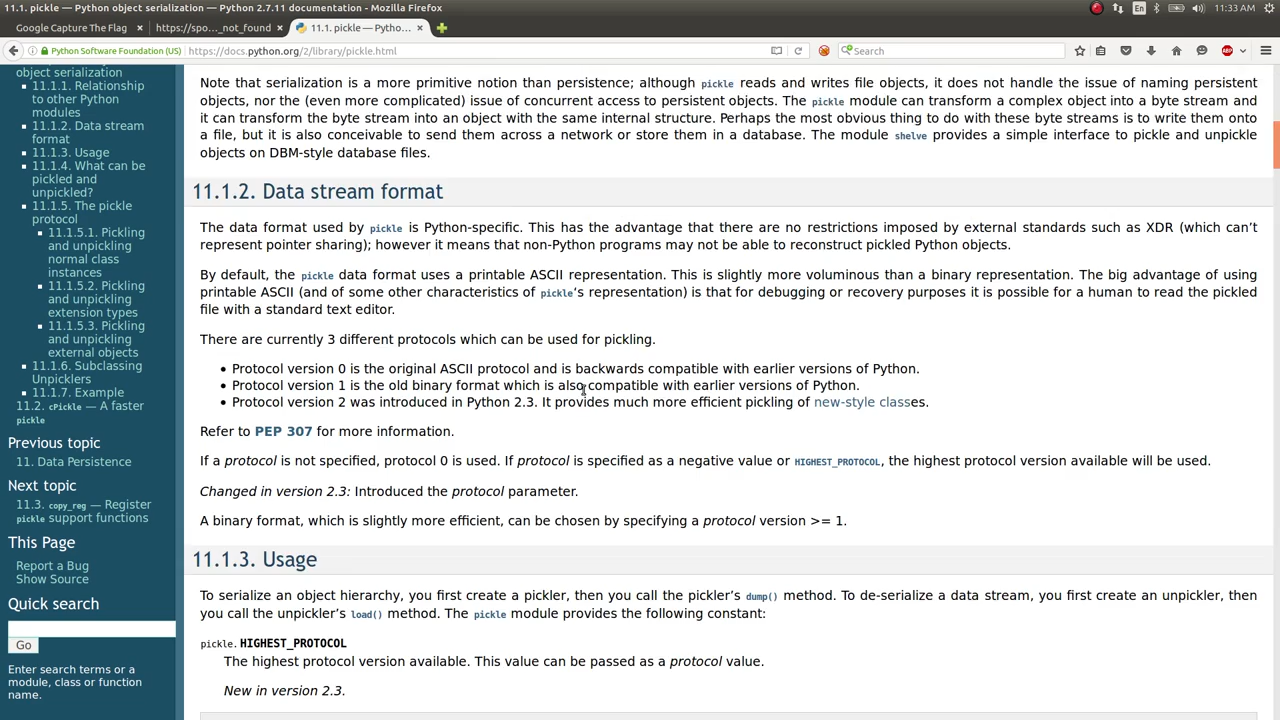 11.1. pickle — Python object serialization — Python 2.7.11 documentation - Mozilla Firefox
En
11:33 AM
Google Capture The Flag × https://spo..._not_found × 11.1. pickle — Pytho... ×
Python Software Foundation (US) https://docs.python.org/2/library/pickle.html
Search
ABP
object serialization
11.1.1. Relationship
to other Python
modules
11.1.2. Data stream
format
11.1.3. Usage
11.1.4. What can be
pickled and
unpickled?
11.1.5. The pickle
protocol
11.1.5.1. Pickling
and unpickling
normal class
instances
11.1.5.2. Pickling
and unpickling
extension types
11.1.5.3. Pickling
and unpickling
external objects
11.1.6. Subclassing
Unpicklers
11.1.7. Example
11.2. cPickle — A faster
pickle
Previous topic
11. Data Persistence
Next topic
11.3. copy_reg — Register
pickle support functions
This Page
Report a Bug
Show Source
Quick search
Go
Enter search terms or a
module, class or function
name.
Note that serialization is a more primitive notion than persistence; although pickle reads and writes file objects, it does not handle the issue of naming persistent
objects, nor the (even more complicated) issue of concurrent access to persistent objects. The pickle module can transform a complex object into a byte stream and
it can transform the byte stream into an object with the same internal structure. Perhaps the most obvious thing to do with these byte streams is to write them onto
a file, but it is also conceivable to send them across a network or store them in a database. The module shelve provides a simple interface to pickle and unpickle
objects on DBM-style database files.
11.1.2. Data stream format
The data format used by pickle is Python-specific. This has the advantage that there are no restrictions imposed by external standards such as XDR (which can't
represent pointer sharing); however it means that non-Python programs may not be able to reconstruct pickled Python objects.
By default, the pickle data format uses a printable ASCII representation. This is slightly more voluminous than a binary representation. The big advantage of using
printable ASCII (and of some other characteristics of pickle's representation) is that for debugging or recovery purposes it is possible for a human to read the pickled
file with a standard text editor.
There are currently 3 different protocols which can be used for pickling.
• Protocol version 0 is the original ASCII protocol and is backwards compatible with earlier versions of Python.
• Protocol version 1 is the old binary format which is also compatible with earlier versions of Python.
• Protocol version 2 was introduced in Python 2.3. It provides much more efficient pickling of new-style classes.
Refer to PEP 307 for more information.
If a protocol is not specified, protocol 0 is used. If protocol is specified as a negative value or HIGHEST_PROTOCOL, the highest protocol version available will be used.
Changed in version 2.3: Introduced the protocol parameter.
A binary format, which is slightly more efficient, can be chosen by specifying a protocol version >= 1.
11.1.3. Usage
To serialize an object hierarchy, you first create a pickler, then you call the pickler's dump() method. To de-serialize a data stream, you first create an unpickler, then
you call the unpickler's load() method. The pickle module provides the following constant:
pickle.HIGHEST_PROTOCOL
The highest protocol version available. This value can be passed as a protocol value.
New in version 2.3.